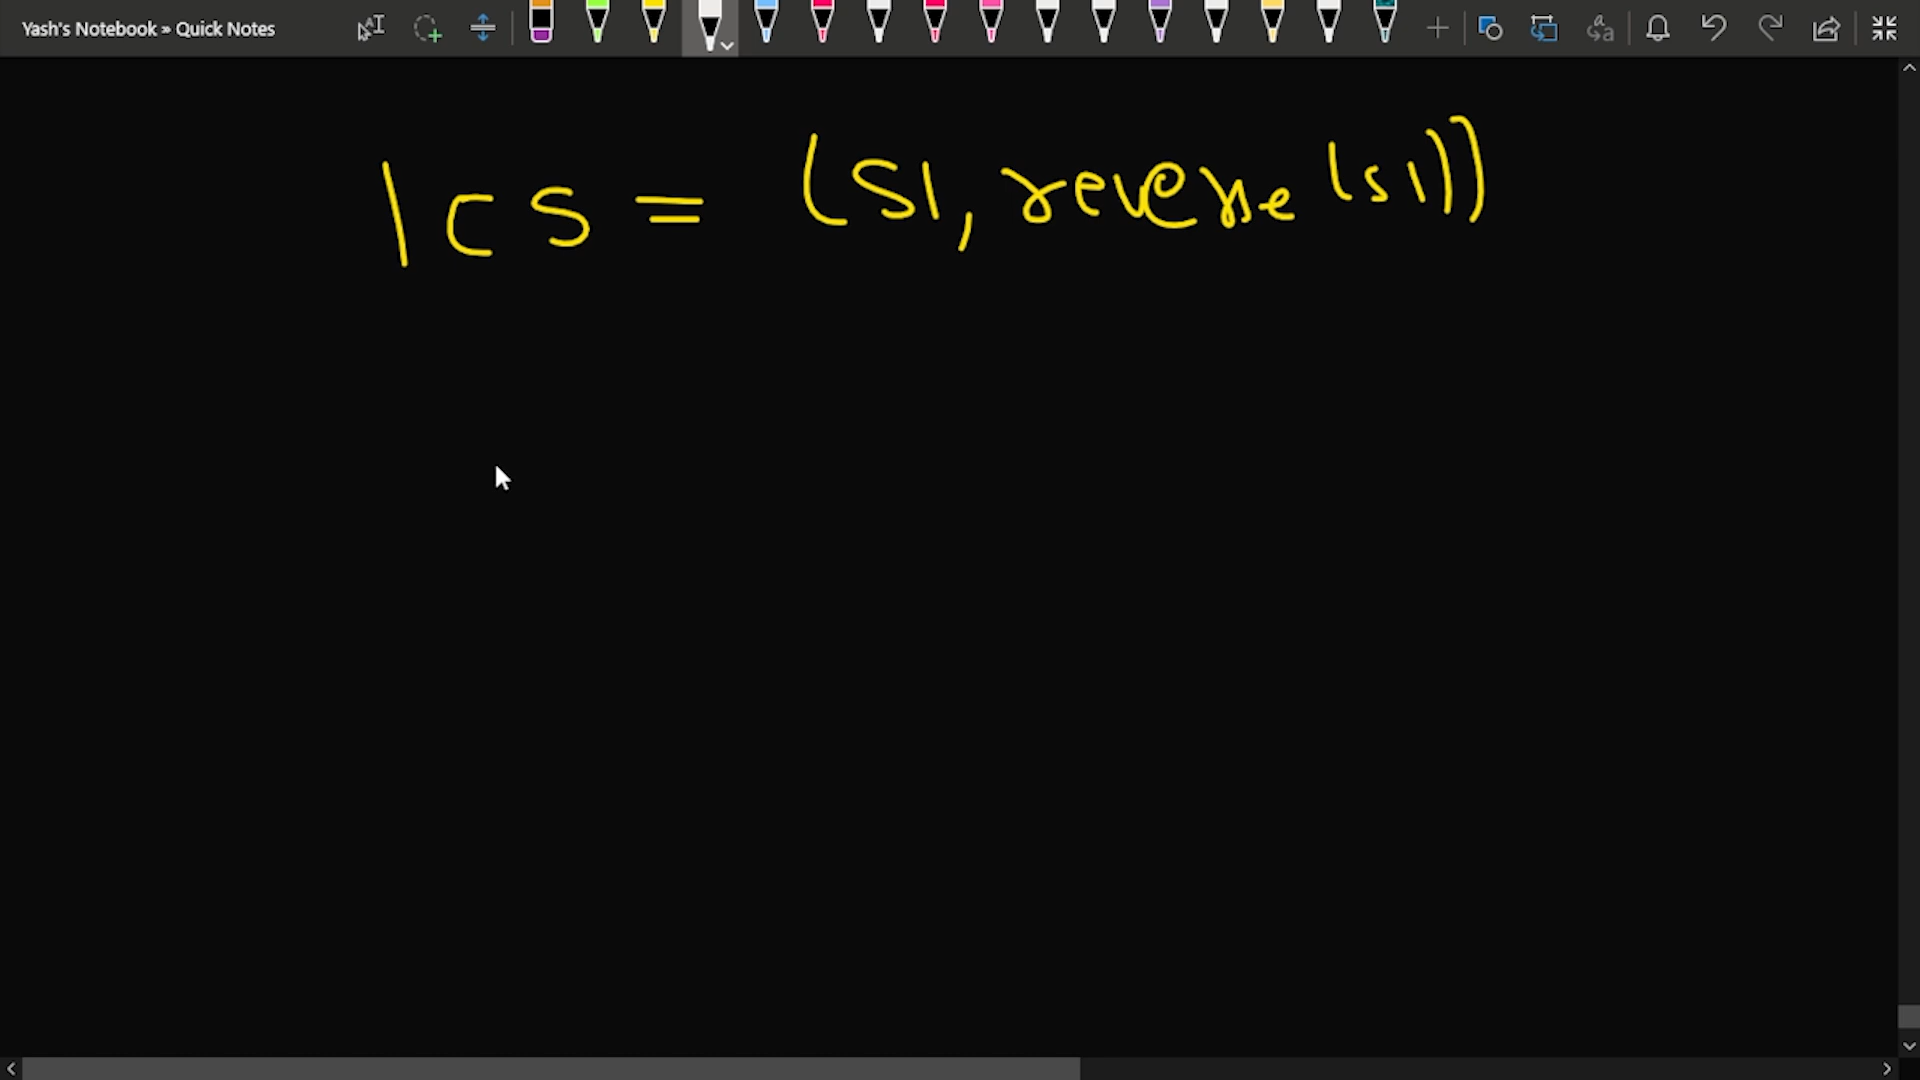 Yash's Notebook » Quick Notes
lcs = (S1, reverse (s1))